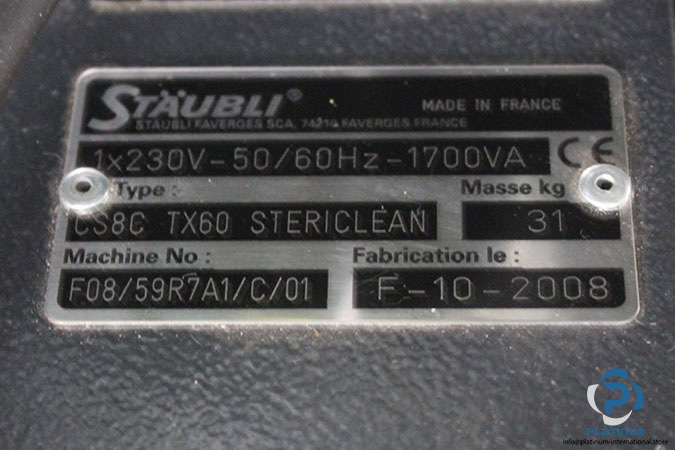 STÄUBLI®
MADE IN FRANCE
STÄUBLI FAVERGES SCA, 74210 FAVERGES FRANCE
1x230V-50/60Hz-1700VA CE
Type : Masse kg
CS8C TX60 STERICLEAN 31
Machine No : Fabrication le :
F08/59R7A1/C/01 F-10-2008
PLATINUM
info@platinum-international.store